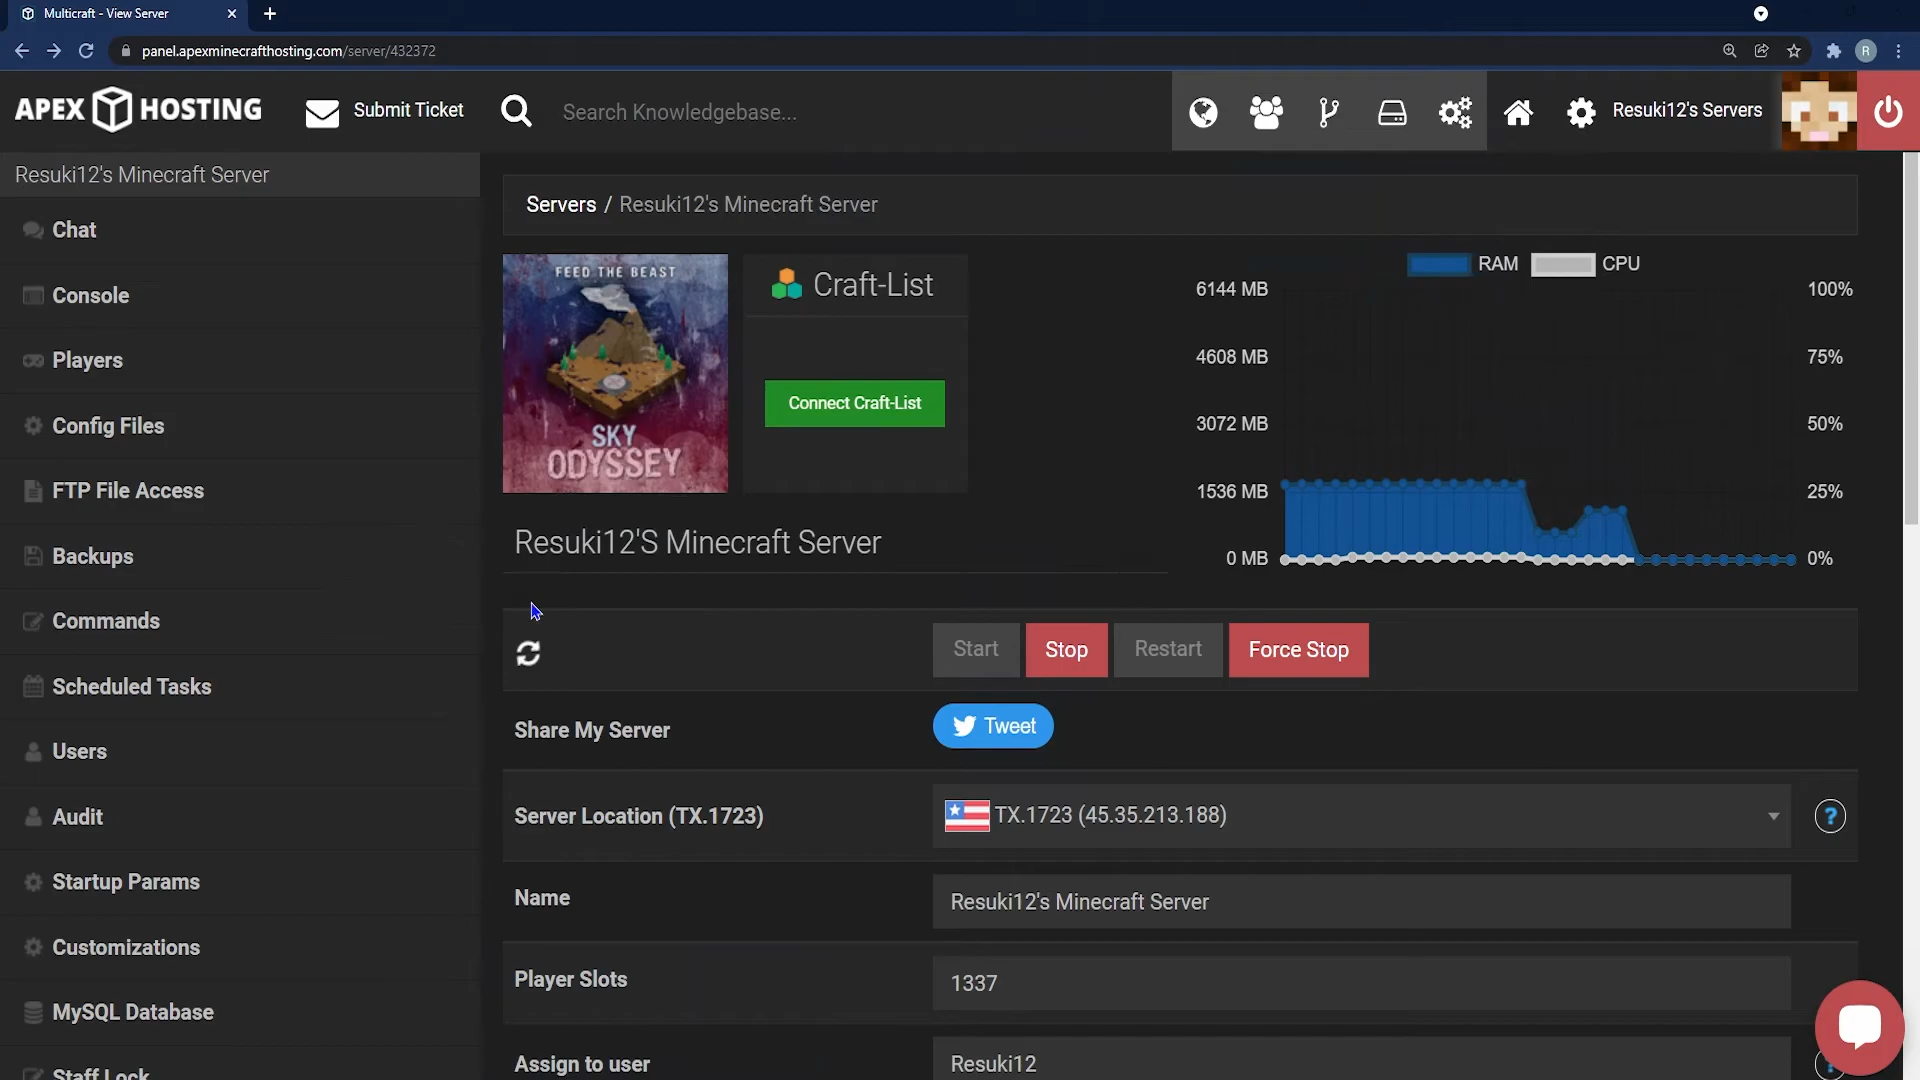 Multicraft - View Server
panel.apexminecrafthosting.com/server/432372
R
APEX HOSTING
Submit Ticket
Search Knowledgebase...
Resuki12's Servers
Resuki12's Minecraft Server
Chat
Console
Players
Config Files
FTP File Access
Backups
Commands
Scheduled Tasks
Users
Audit
Startup Params
Customizations
MySQL Database
Staff Lock
Servers / Resuki12's Minecraft Server
FEED THE BEAST
SKY
ODYSSEY
Craft-List
Connect Craft-List
RAM
CPU
6144 MB
100%
4608 MB
75%
3072 MB
50%
1536 MB
25%
0 MB
0%
Resuki12'S Minecraft Server
Start
Stop
Restart
Force Stop
Share My Server
Tweet
Server Location (TX.1723)
TX.1723 (45.35.213.188)
?
Name
Resuki12's Minecraft Server
Player Slots
1337
Assign to user
Resuki12